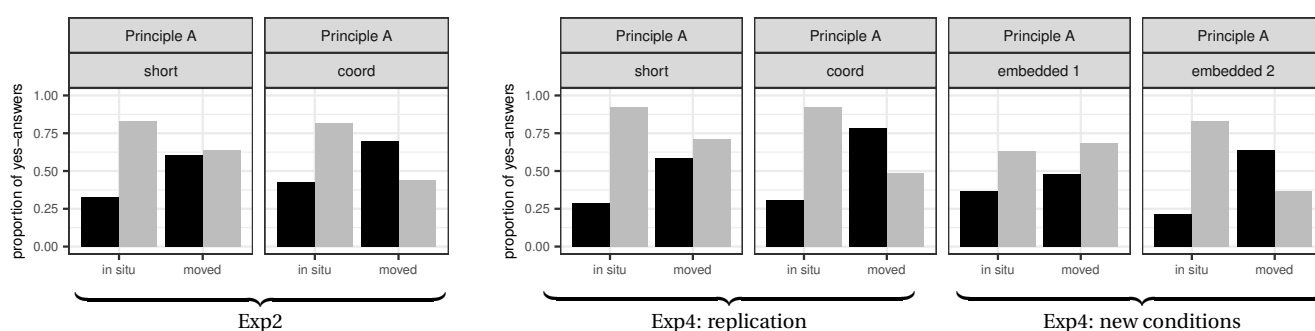 Principle A Principle A Principle A Principle A Principle A Principle A
short coord short coord embedded 1 embedded 2
proportion of yes−answers
1.00
0.75
0.50
0.25
0.00
in situ moved in situ moved
proportion of yes−answers
1.00
0.75
0.50
0.25
0.00
in situ moved in situ moved in situ moved in situ moved
Exp2 Exp4: replication Exp4: new conditions